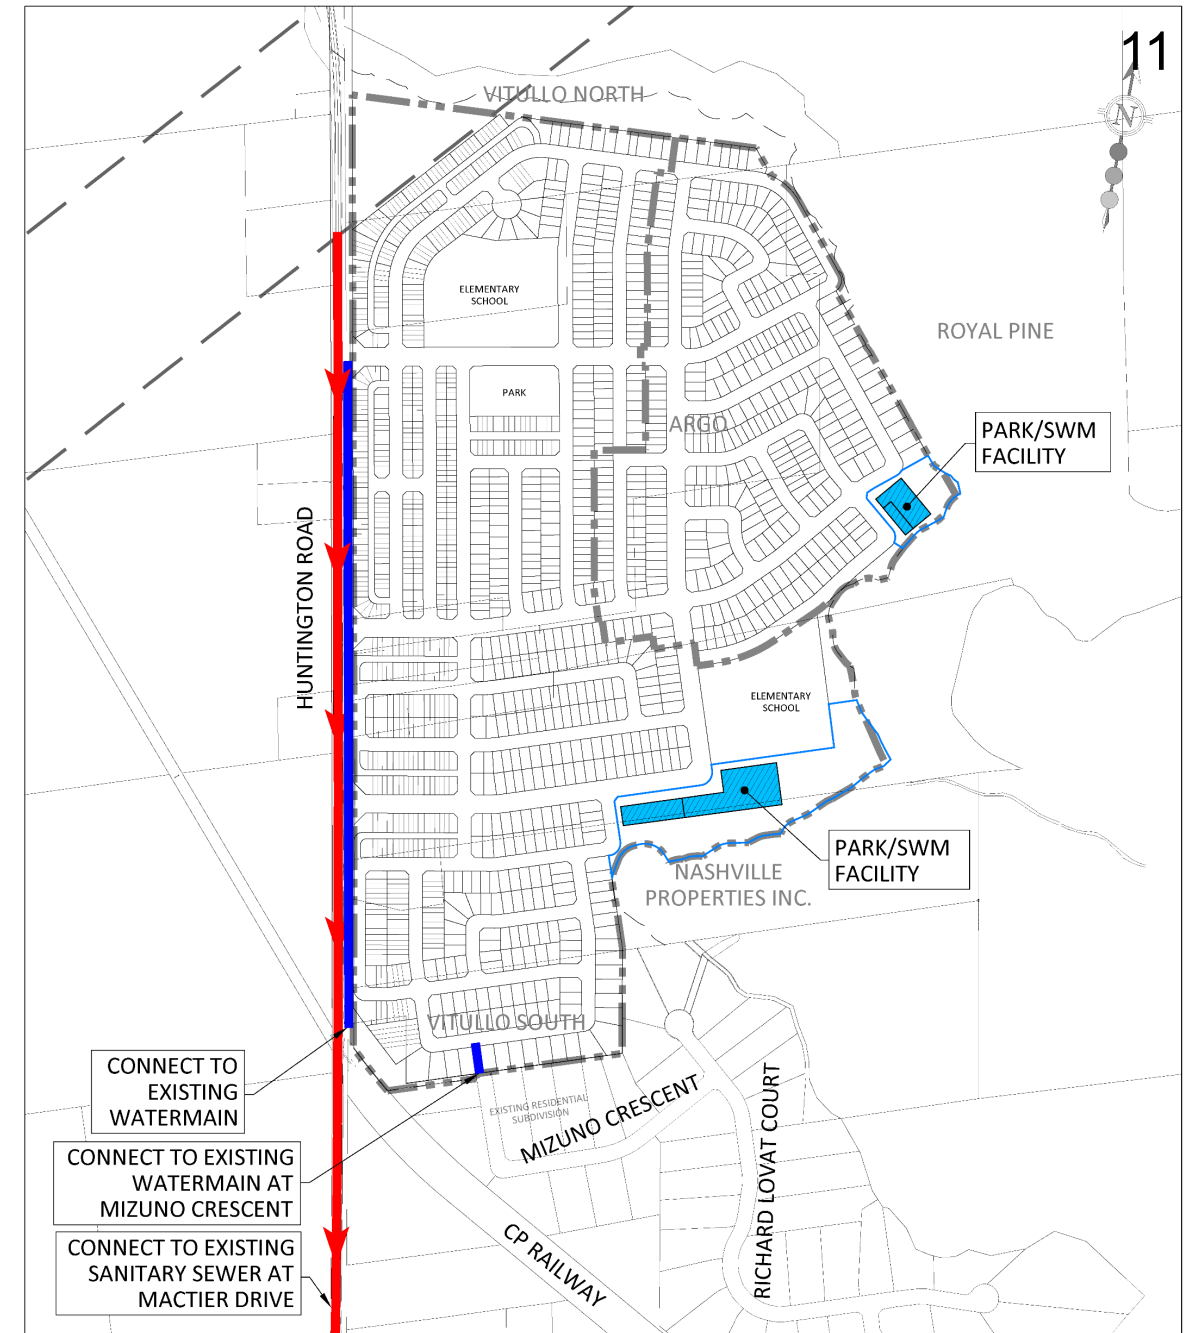 11
VITULLO NORTH
N
ELEMENTARY
SCHOOL
ROYAL PINE
PARK
ARGO
PARK/SWM
FACILITY
HUNTINGTON ROAD
ELEMENTARY
SCHOOL
PARK/SWM
FACILITY
NASHVILLE
PROPERTIES INC.
VITULLO SOUTH
CONNECT TO
EXISTING
WATERMAIN
EXISTING RESIDENTIAL
SUBDIVISION
MIZUNO CRESCENT
RICHARD LOVAT COURT
CONNECT TO EXISTING
WATERMAIN AT
MIZUNO CRESCENT
CP RAILWAY
CONNECT TO EXISTING
SANITARY SEWER AT
MACTIER DRIVE